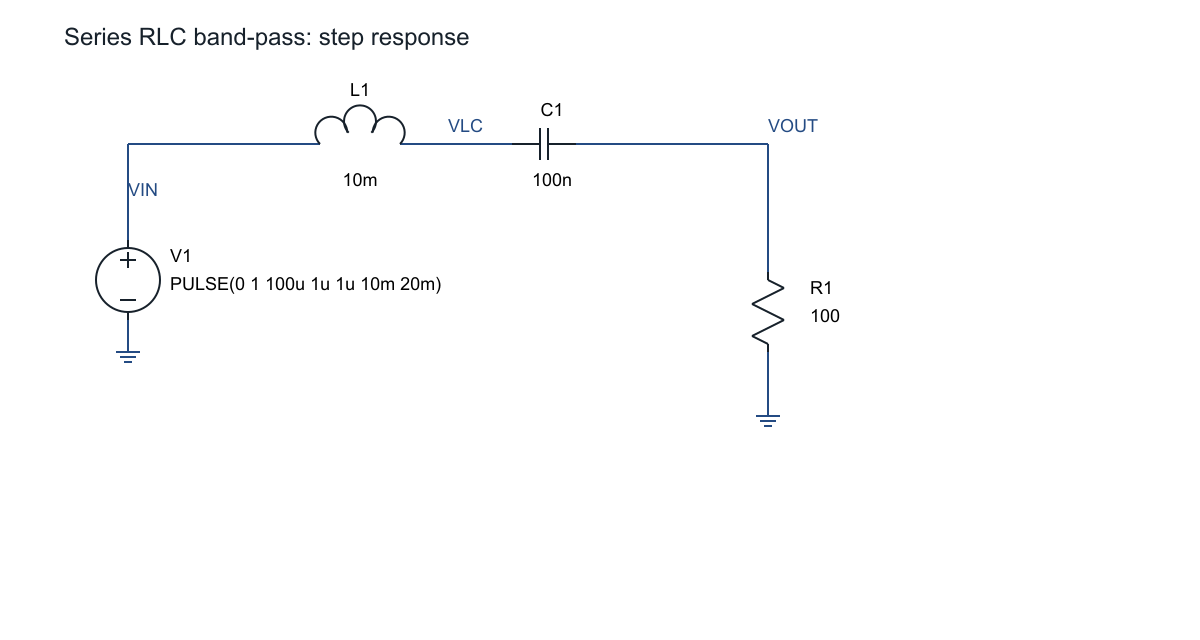 Series RLC band-pass: step response
L1
C1
VLC
VOUT
10m
100n
VIN
V1
PULSE(0 1 100u 1u 1u 10m 20m)
R1
100